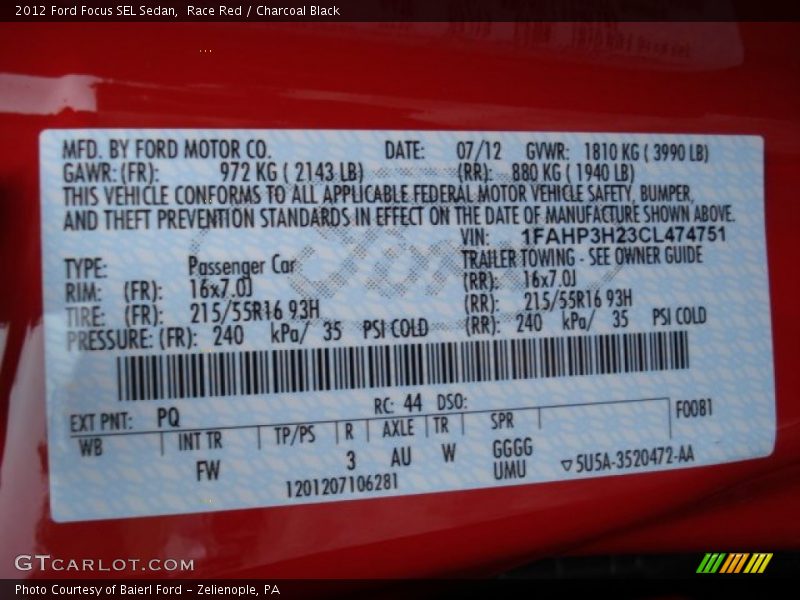 2012 Ford Focus SEL Sedan, Race Red / Charcoal Black
MFD. BY FORD MOTOR CO. DATE: 07/12 GVWR: 1810 KG ( 3990 LB)
GAWR: (FR): 972 KG ( 2143 LB) (RR): 880 KG ( 1940 LB)
THIS VEHICLE CONFORMS TO ALL APPLICABLE FEDERAL MOTOR VEHICLE SAFETY, BUMPER,
AND THEFT PREVENTION STANDARDS IN EFFECT ON THE DATE OF MANUFACTURE SHOWN ABOVE.
VIN: 1FAHP3H23CL474751
TYPE: Passenger Car TRAILER TOWING - SEE OWNER GUIDE
RIM: (FR): 16x7.0J (RR): 16x7.0J
TIRE: (FR): 215/55R16 93H (RR): 215/55R16 93H
PRESSURE: (FR): 240 kPa/ 35 PSI COLD (RR): 240 kPa/ 35 PSI COLD
EXT PNT: PQ RC: 44 DSO: F0081
WB INT TR TP/PS R AXLE TR SPR
FW 3 AU W GGGG
UMU ▽5U5A-3520472-AA
1201207106281
GTCARLOT.COM
Photo Courtesy of Baierl Ford - Zelienople, PA